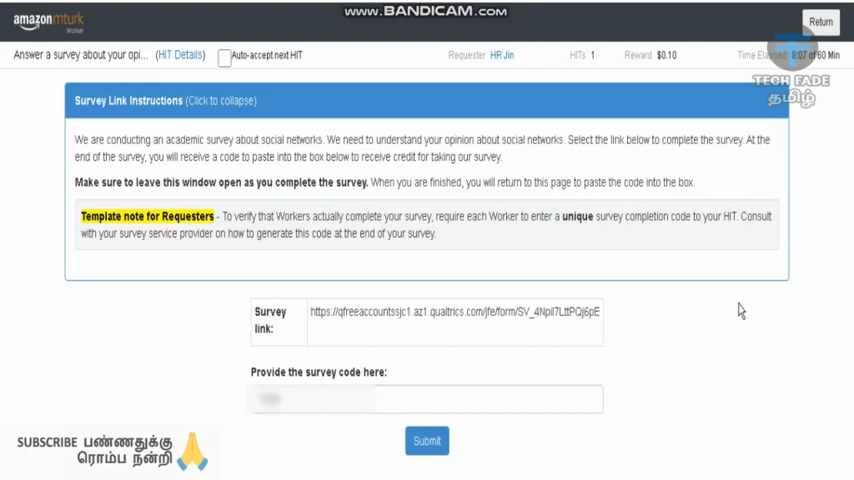 www.BANDICAM.com
amazon mturk
Worker
Return
Answer a survey about your opi... (HIT Details) Auto-accept next HIT Requester HR Jin HITs 1 Reward $0.10 Time Elapsed 8:07 of 60 Min
TECH FADE
தமிழ்
Survey Link Instructions (Click to collapse)
We are conducting an academic survey about social networks. We need to understand your opinion about social networks. Select the link below to complete the survey. At the
end of the survey, you will receive a code to paste into the box below to receive credit for taking our survey.
Make sure to leave this window open as you complete the survey. When you are finished, you will return to this page to paste the code into the box.
Template note for Requesters - To verify that Workers actually complete your survey, require each Worker to enter a unique survey completion code to your HIT. Consult
with your survey service provider on how to generate this code at the end of your survey.
Survey
link:
https://qfreeaccountssjc1.az1.qualtrics.com/jfe/form/SV_4Npil7LttPQj6pE
Provide the survey code here:
Submit
SUBSCRIBE பண்ணதுக்கு
ரொம்ப நன்றி